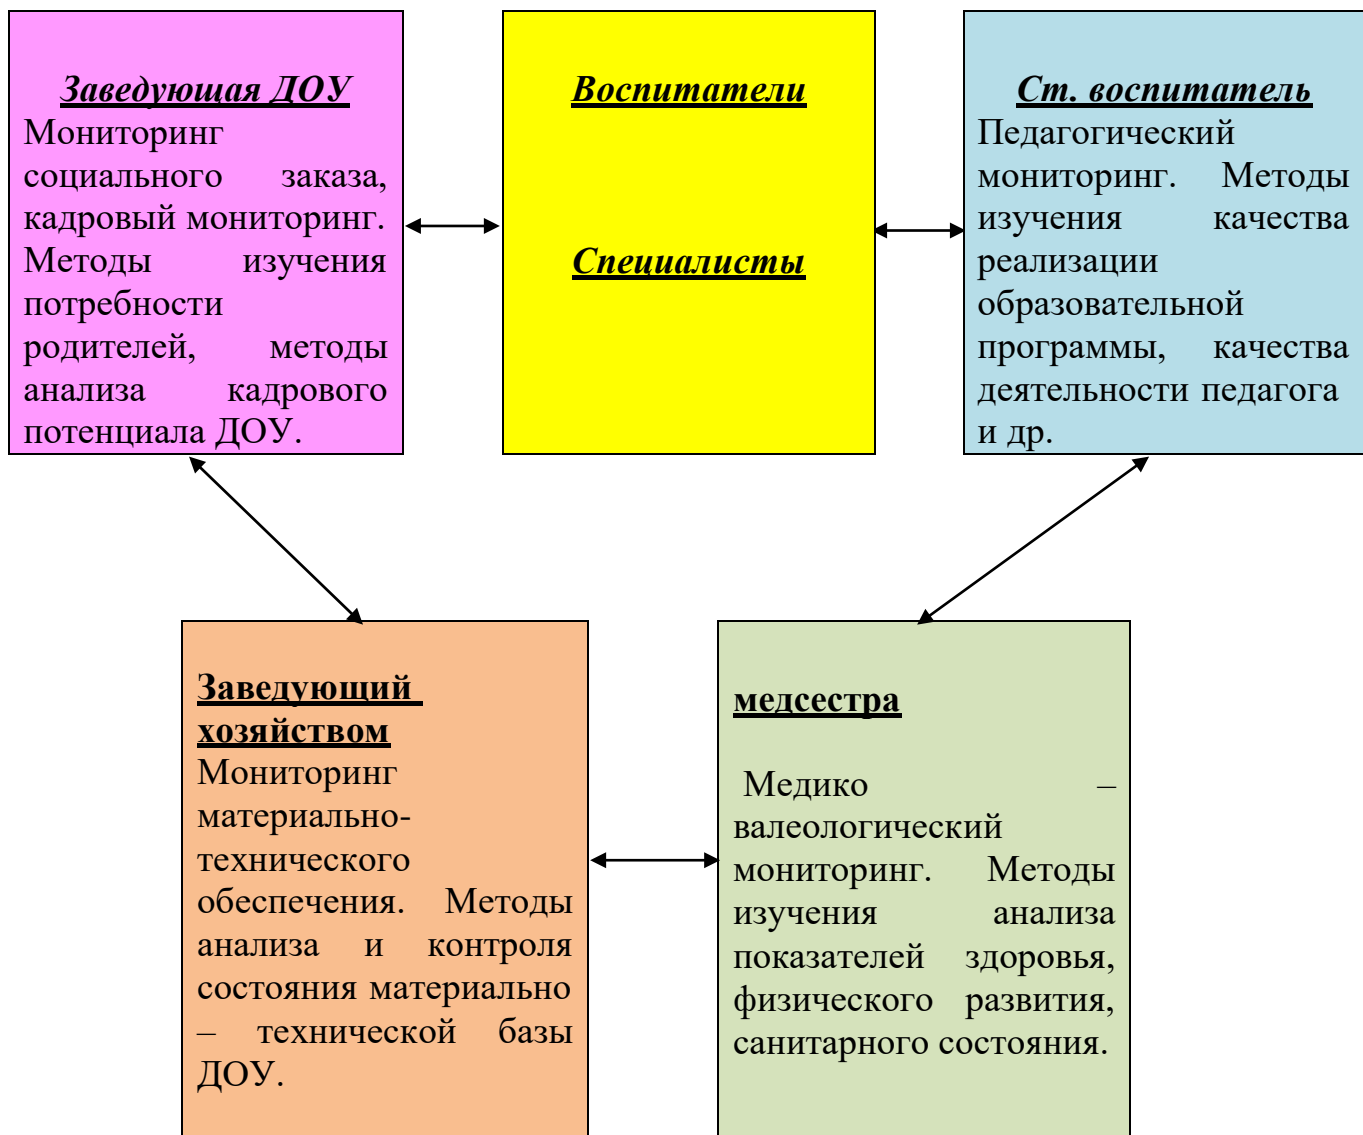 Заведующая ДОУ
Мониторинг
социального заказа,
кадровый мониторинг.
Методы изучения
потребности
родителей, методы
анализа кадрового
потенциала ДОУ.
Воспитатели
Специалисты
Ст. воспитатель
Педагогический
мониторинг. Методы
изучения качества
реализации
образовательной
программы, качества
деятельности педагога
и др.
Заведующий
хозяйством
Мониторинг
материально-
технического
обеспечения. Методы
анализа и контроля
состояния материально
– технической базы
ДОУ.
медсестра
Медико –
валеологический
мониторинг. Методы
изучения анализа
показателей здоровья,
физического развития,
санитарного состояния.